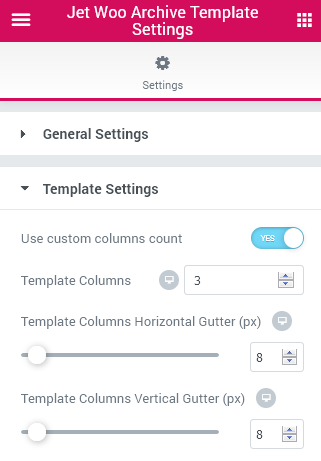 Jet Woo Archive Template
Settings
Settings
General Settings
Template Settings
Use custom columns count YES
Template Columns 3
Template Columns Horizontal Gutter (px)
8
Template Columns Vertical Gutter (px)
8